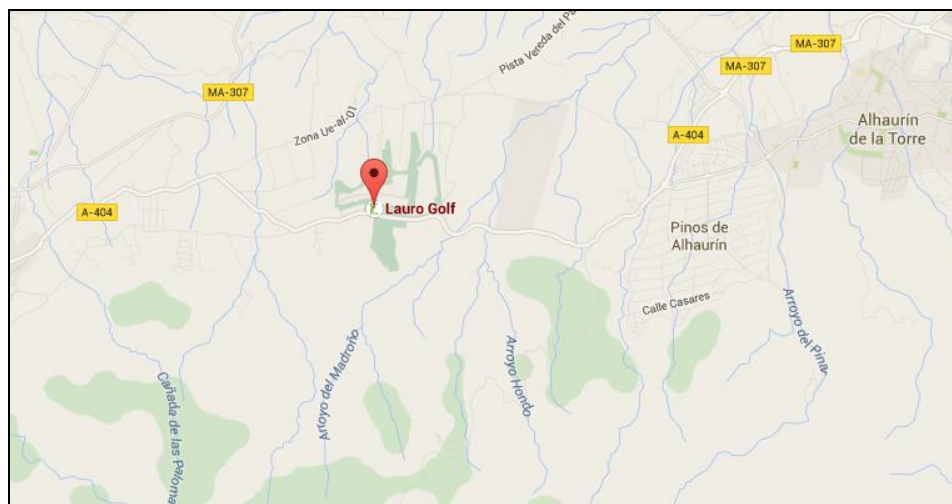 MA-307
MA-307
Pista Vereda del Pa
MA-307
Zona Ue-al-01
A-404
Alhaurín
de la Torre
Lauro Golf
A-404
Pinos de
Alhaurín
Calle Casares
Arroyo del Madroño
Arroyo Hondo
Arroyo del Pinar
Cañada de las Paloma